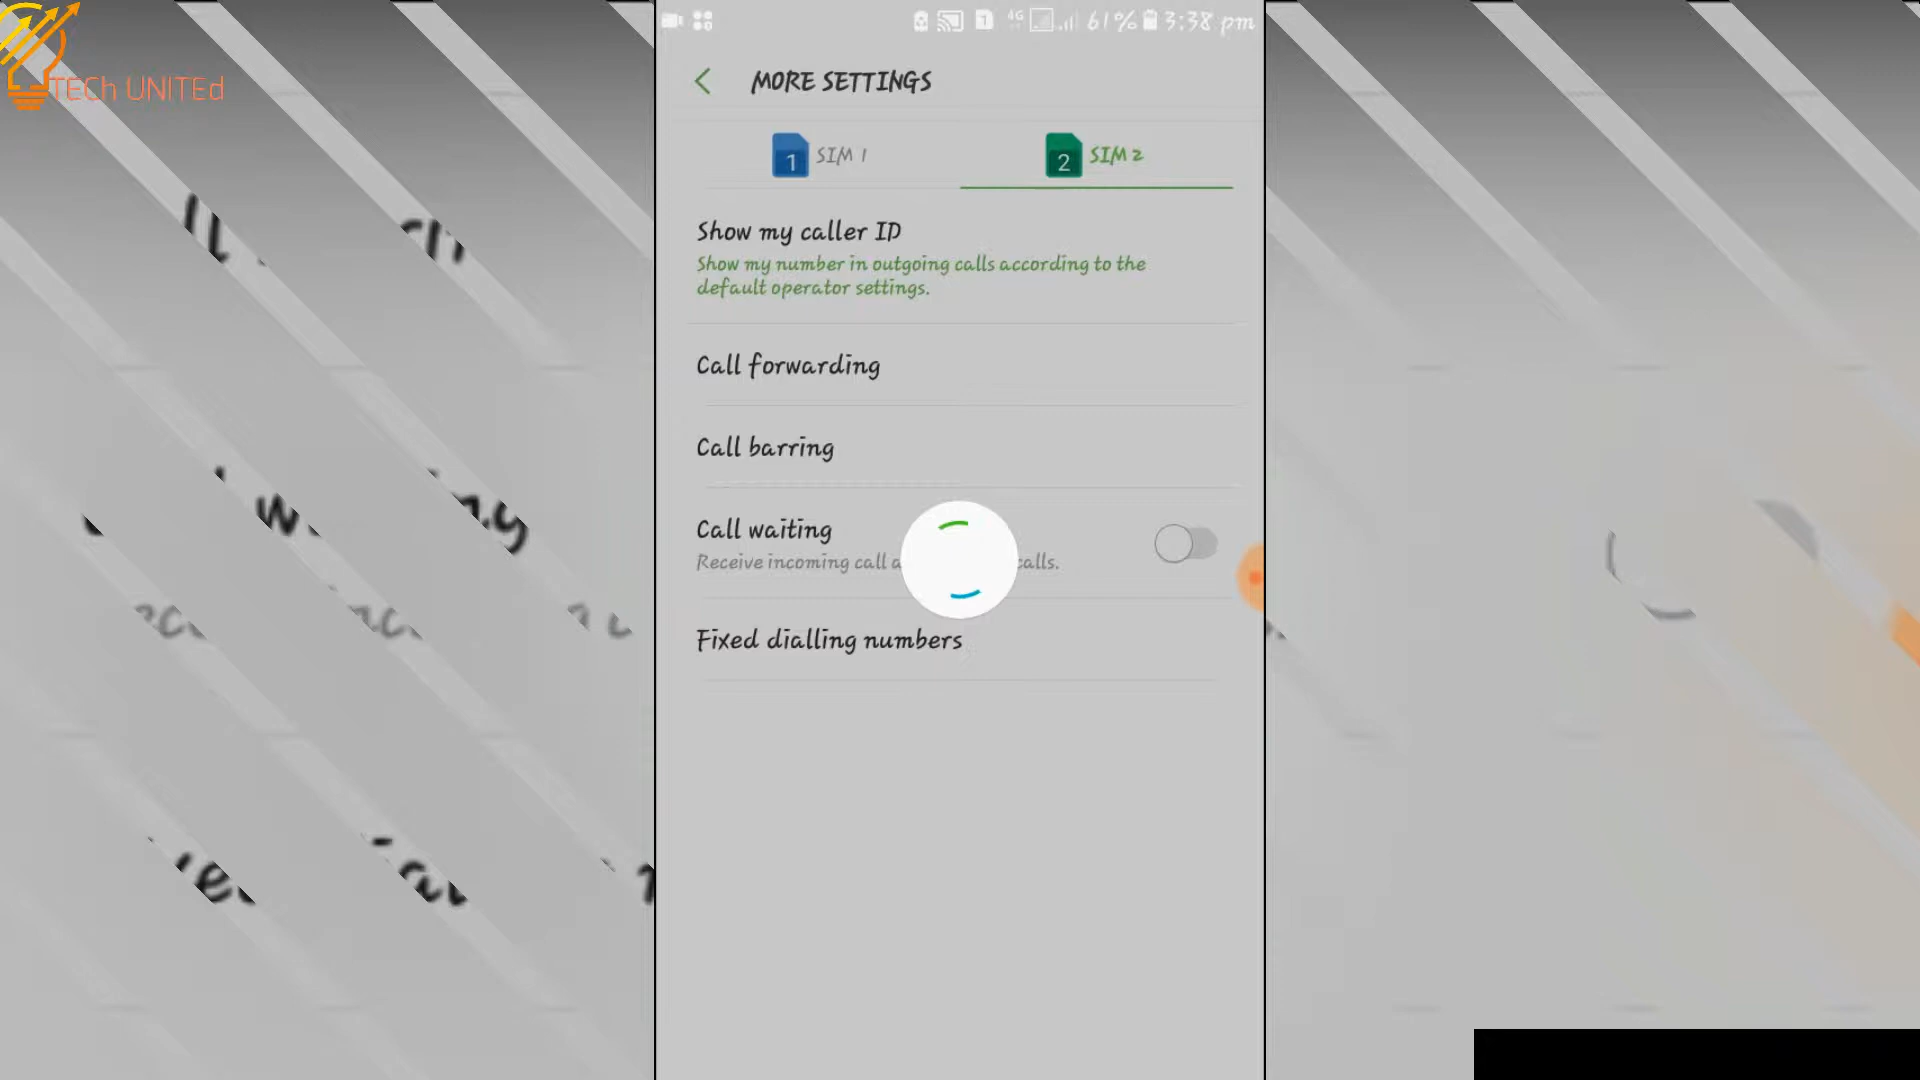 TECh UNITEd
4G 61% 3:38 pm
MORE SETTINGS
1 SIM 1
2 SIM 2
Show my caller ID
Show my number in outgoing calls according to the
default operator settings.
Call forwarding
Call barring
Call waiting
Receive incoming call calls.
Fixed dialling numbers